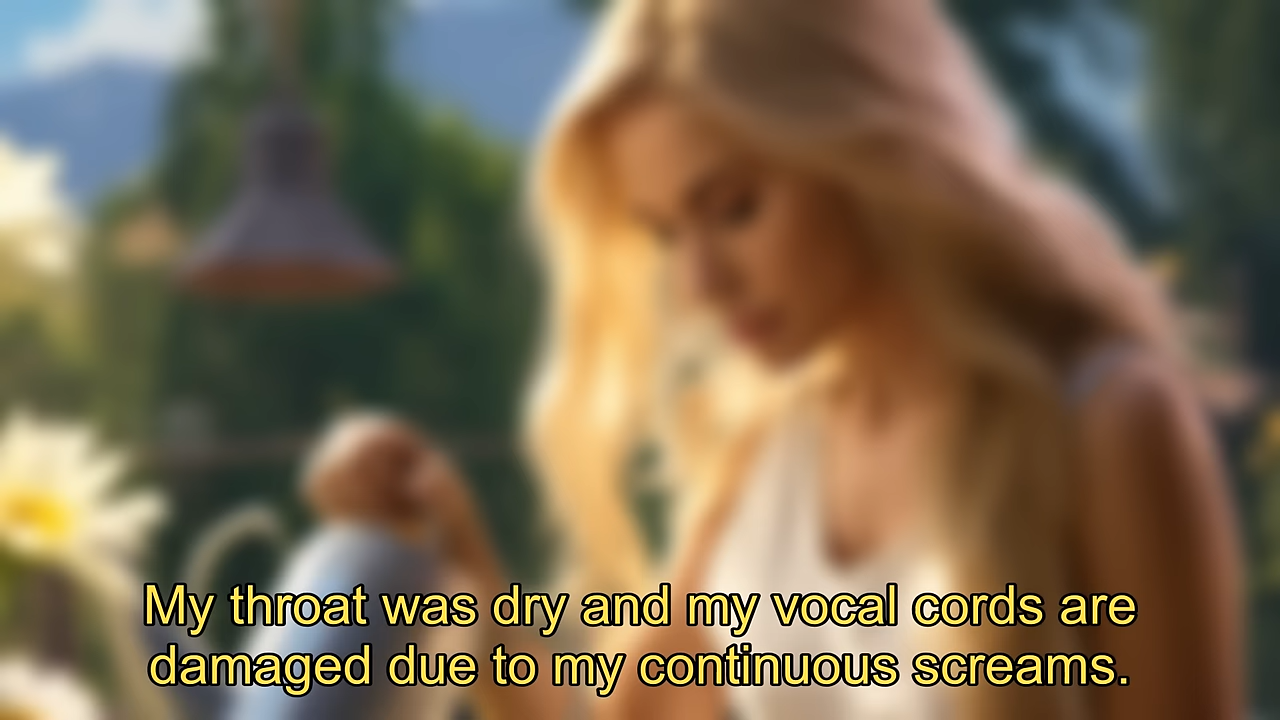 My throat was dry and my vocal cords are
damaged due to my continuous screams.